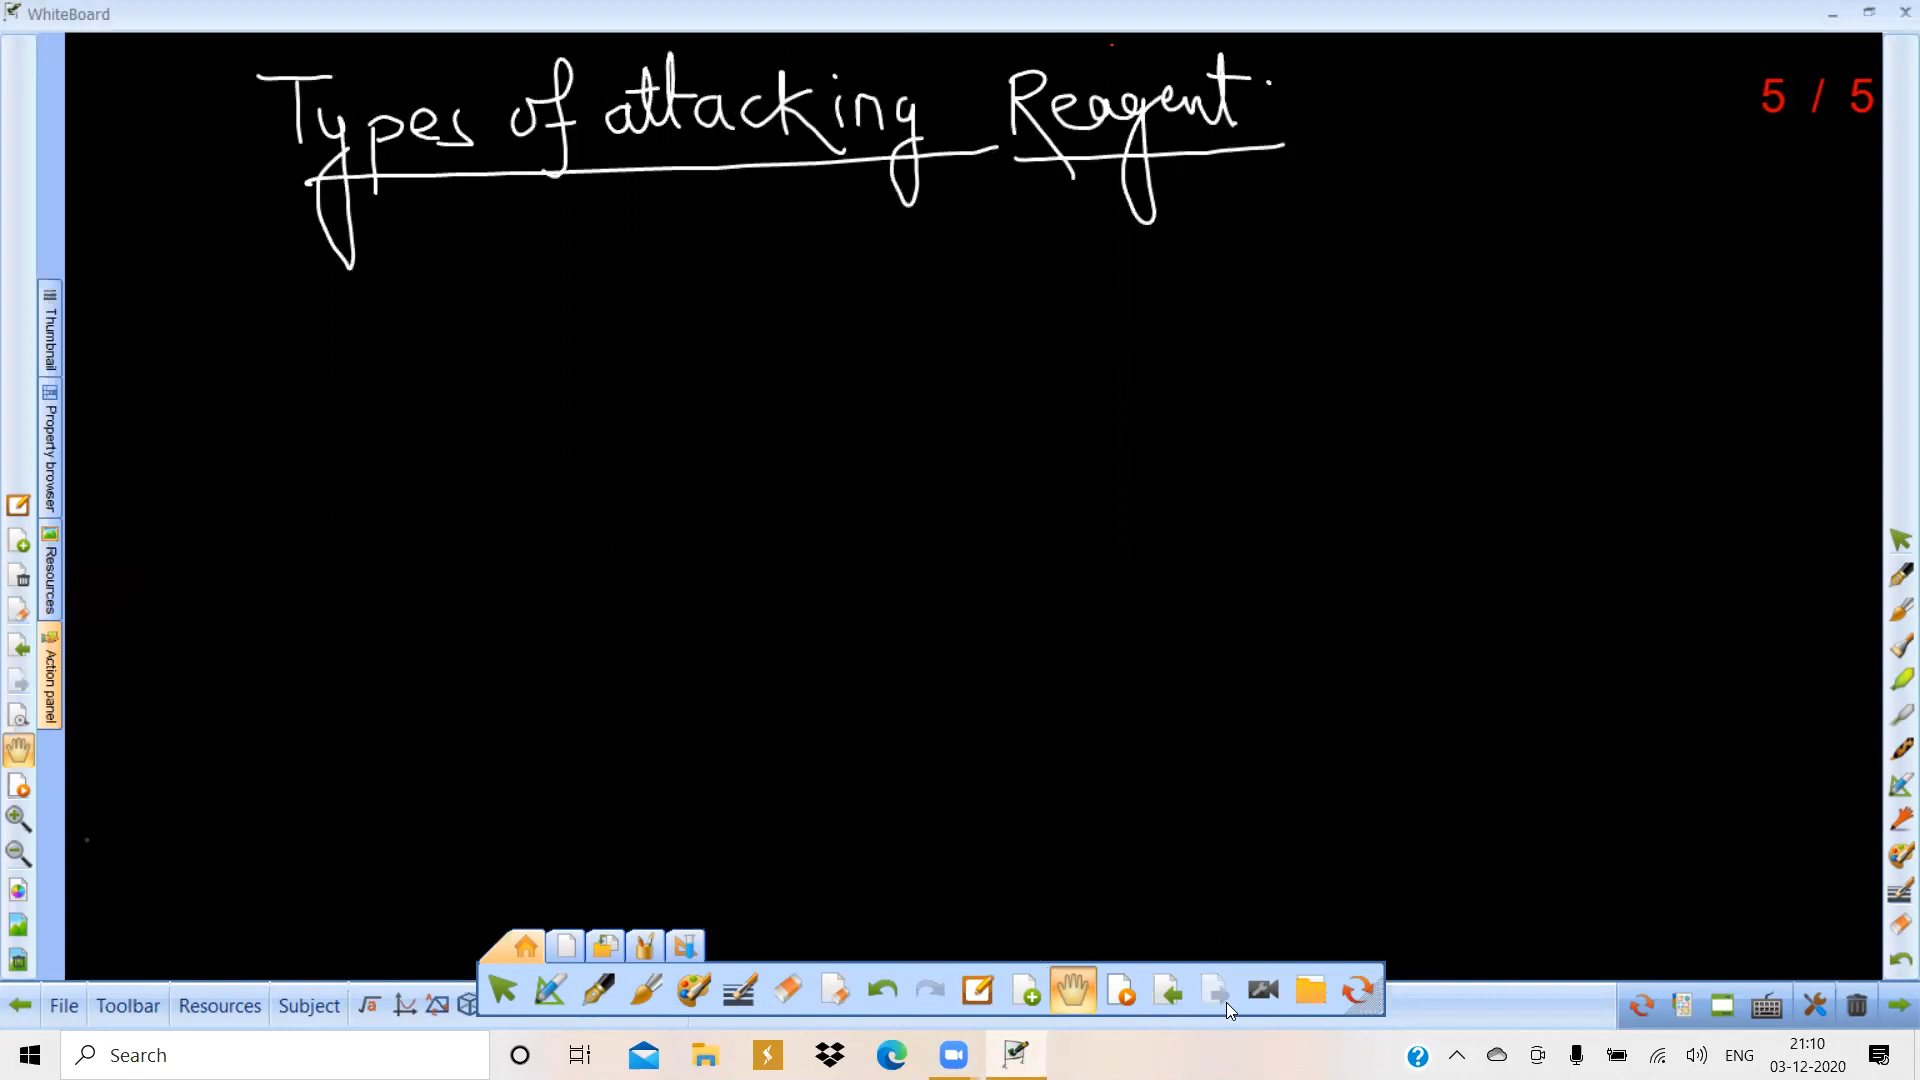 WhiteBoard
Types of attacking Reagent.
5 / 5
Thumbnail
Property browser
Resources
Action panel
File
Toolbar
Resources
Subject
Search
ENG
21:10
03-12-2020